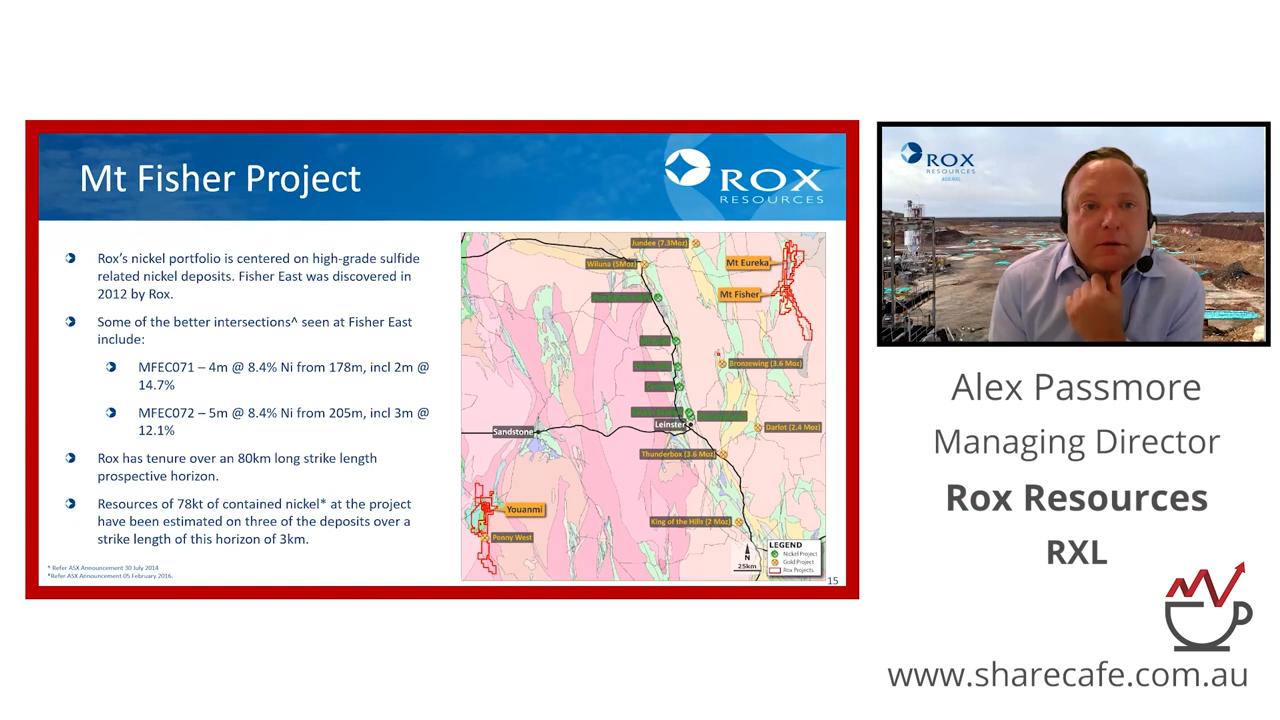 Mt Fisher Project
ROX
RESOURCES
Rox's nickel portfolio is centered on high-grade sulfide
related nickel deposits. Fisher East was discovered in
2012 by Rox.
Some of the better intersections^ seen at Fisher East
include:
MFEC071 – 4m @ 8.4% Ni from 178m, incl 2m @
14.7%
MFEC072 – 5m @ 8.4% Ni from 205m, incl 3m @
12.1%
Rox has tenure over an 80km long strike length
prospective horizon.
Resources of 78kt of contained nickel* at the project
have been estimated on three of the deposits over a
strike length of this horizon of 3km.
^ Refer ASX Announcement 30 July 2014
*Refer ASX Announcement 05 February 2016.
Jundee (7.3Moz)
Wiluna (5Moz)
Mt Eureka
Mt Fisher
Bronzewing (3.6 Moz)
Leinster
Sandstone
Darlot (2.4 Moz)
Thunderbox (3.6 Moz)
Youanmi
King of the Hills (2 Moz)
Penny West
N
25km
LEGEND
Nickel Project
Gold Project
Rox Projects
15
ROX
RESOURCES
ASX:RXL
Alex Passmore
Managing Director
Rox Resources
RXL
www.sharecafe.com.au